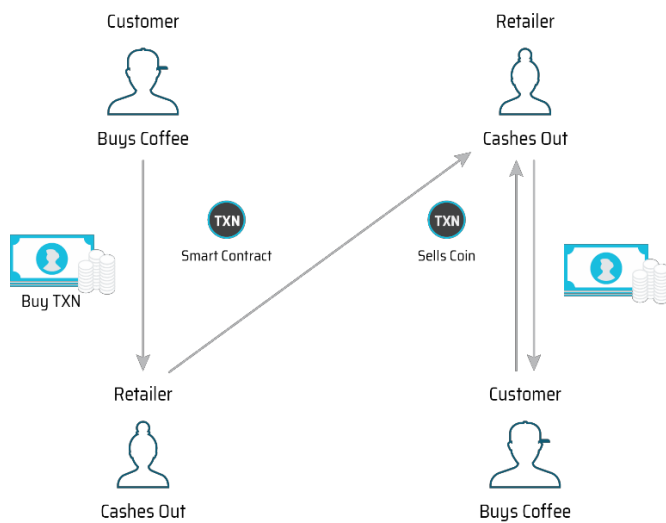 Customer
Retailer
Buys Coffee
Cashes Out
TXN
TXN
Smart Contract
Sells Coin
Buy TXN
Retailer
Customer
Cashes Out
Buys Coffee